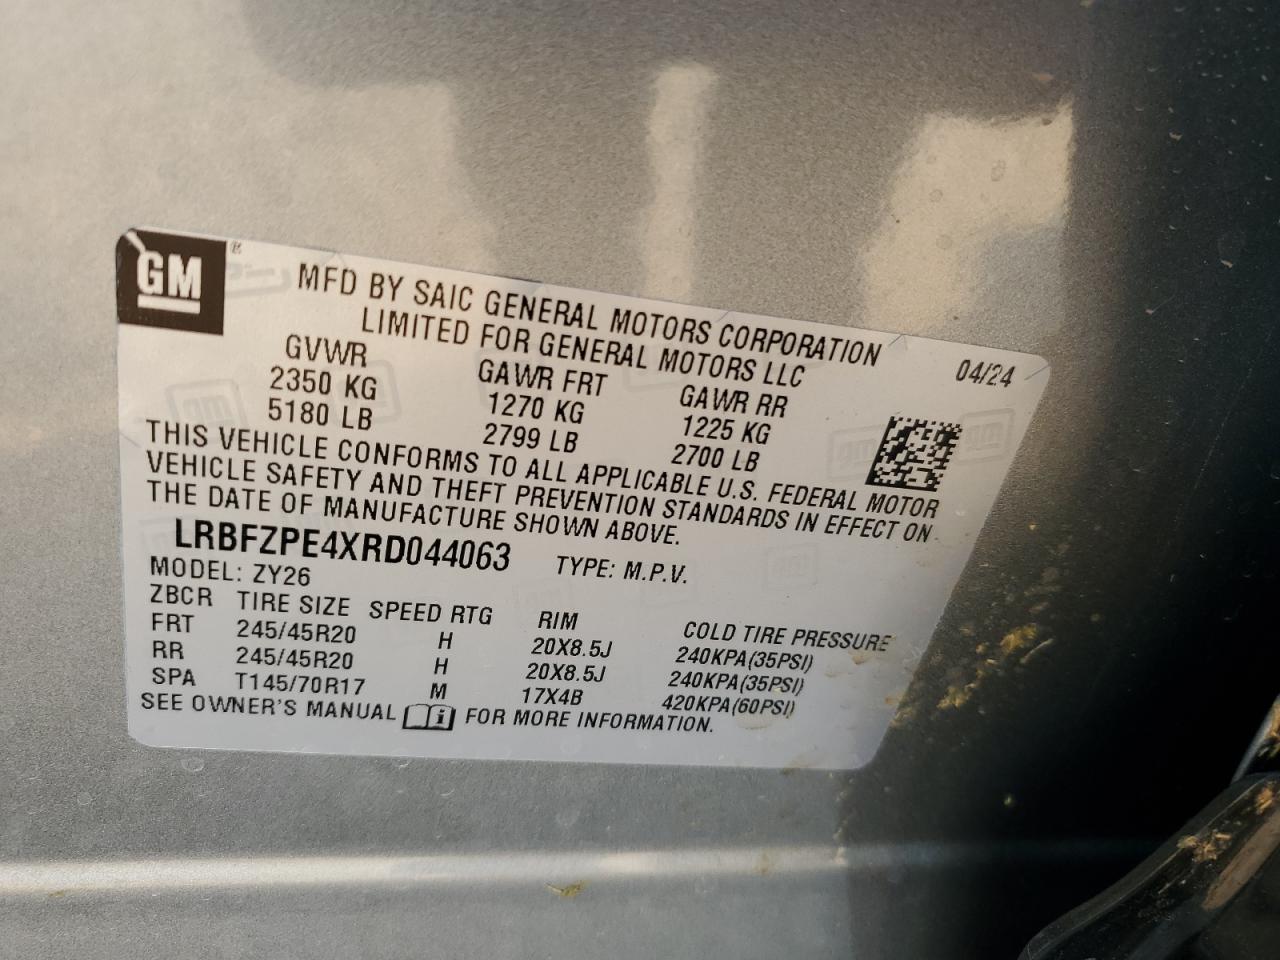 GM ®
MFD BY SAIC GENERAL MOTORS CORPORATION
LIMITED FOR GENERAL MOTORS LLC
04/24
GVWR GAWR FRT GAWR RR
2350 KG 1270 KG 1225 KG
5180 LB 2799 LB 2700 LB
THIS VEHICLE CONFORMS TO ALL APPLICABLE U.S. FEDERAL MOTOR
VEHICLE SAFETY AND THEFT PREVENTION STANDARDS IN EFFECT ON
THE DATE OF MANUFACTURE SHOWN ABOVE.
LRBFZPE4XRD044063 TYPE: M.P.V.
MODEL: ZY26
ZBCR TIRE SIZE SPEED RTG RIM COLD TIRE PRESSURE
FRT 245/45R20 H 20X8.5J 240KPA(35PSI)
RR 245/45R20 H 20X8.5J 240KPA(35PSI)
SPA T145/70R17 M 17X4B 420KPA(60PSI)
SEE OWNER'S MANUAL i FOR MORE INFORMATION.